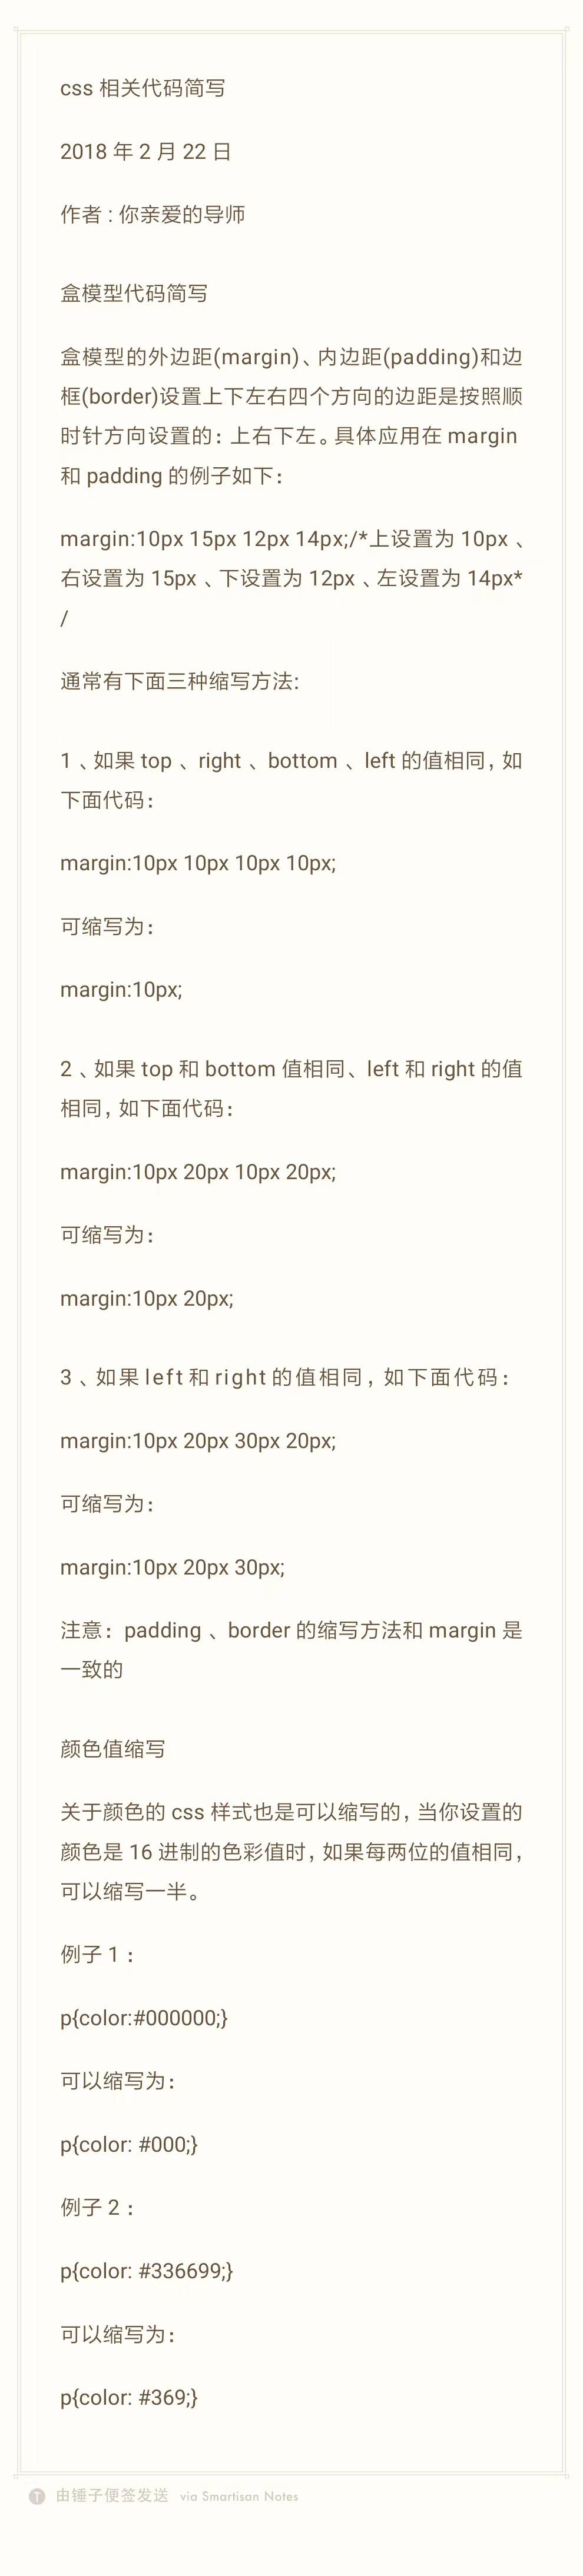 css 相关代码简写
2018 年 2 月 22 日
作者 : 你亲爱的导师
盒模型代码简写
盒模型的外边距(margin)、内边距(padding)和边
框(border)设置上下左右四个方向的边距是按照顺
时针方向设置的：上右下左。具体应用在 margin
和 padding 的例子如下：
margin:10px 15px 12px 14px;/*上设置为 10px 、
右设置为 15px 、下设置为 12px 、左设置为 14px*
/
通常有下面三种缩写方法:
1 、如果 top 、right 、bottom 、left 的值相同，如
下面代码：
margin:10px 10px 10px 10px;
可缩写为：
margin:10px;
2 、如果 top 和 bottom 值相同、left 和 right 的值
相同，如下面代码：
margin:10px 20px 10px 20px;
可缩写为：
margin:10px 20px;
3 、如果 left 和 right 的值相同，如下面代码：
margin:10px 20px 30px 20px;
可缩写为：
margin:10px 20px 30px;
注意：padding 、border 的缩写方法和 margin 是
一致的
颜色值缩写
关于颜色的 css 样式也是可以缩写的，当你设置的
颜色是 16 进制的色彩值时，如果每两位的值相同，
可以缩写一半。
例子 1 ：
p{color:#000000;}
可以缩写为：
p{color: #000;}
例子 2 ：
p{color: #336699;}
可以缩写为：
p{color: #369;}
T 由锤子便签发送 via Smartisan Notes